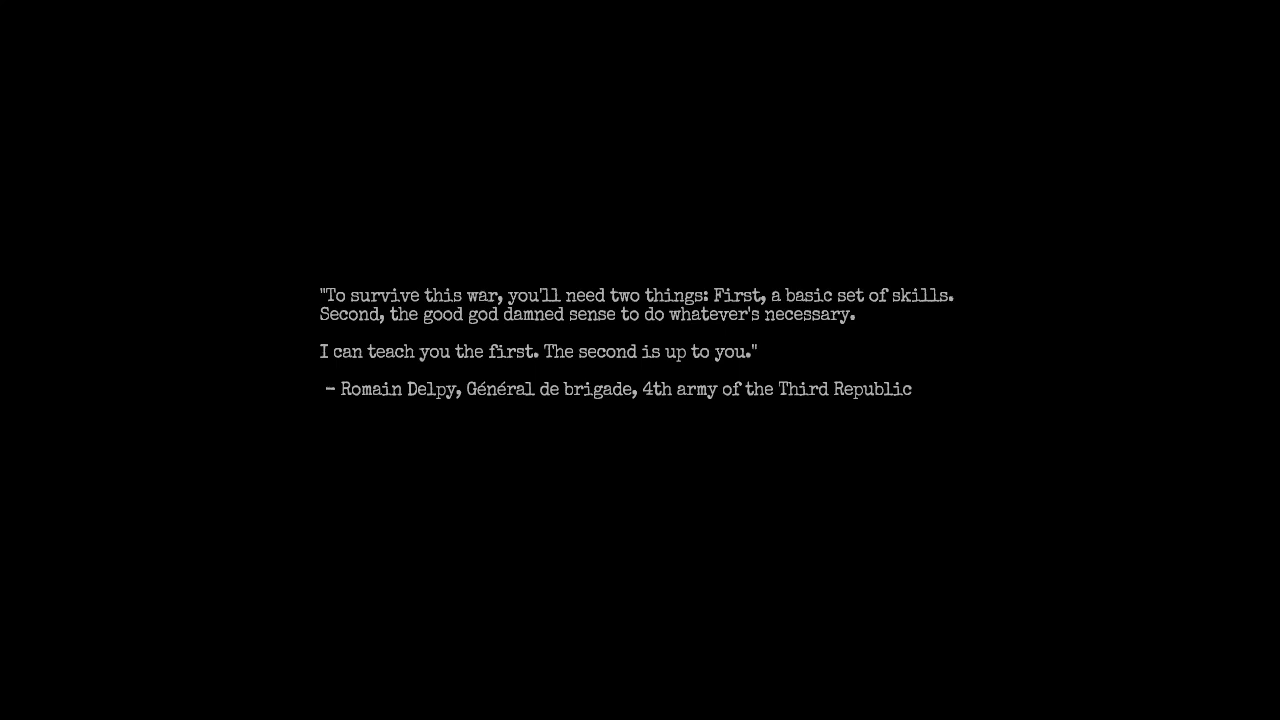 "To survive this war, you'll need two things: First, a basic set of skills.
Second, the good god damned sense to do whatever's necessary.
I can teach you the first. The second is up to you."
- Romain Delpy, Général de brigade, 4th army of the Third Republic